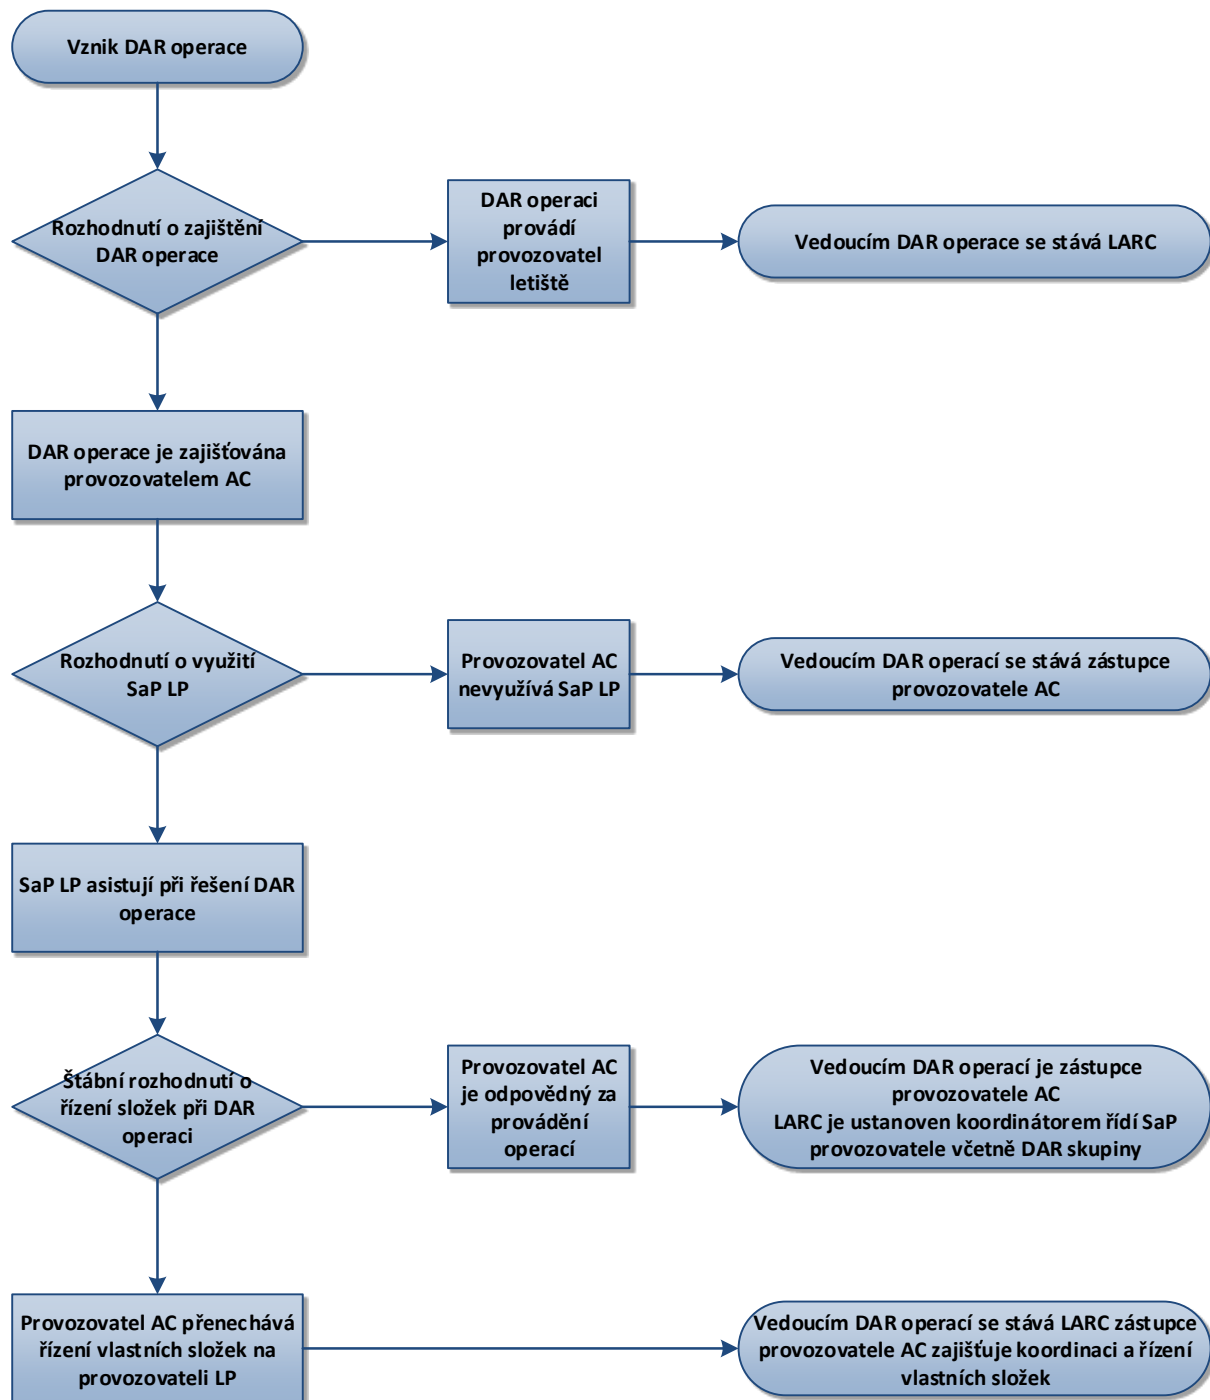 Vznik DAR operace
Rozhodnutí o zajištění
DAR operace
DAR operaci
provádí
provozovatel
letiště
Vedoucím DAR operace se stává LARC
DAR operace je zajišťována
provozovatelem AC
Rozhodnutí o využití
SaP LP
Provozovatel AC
nevyužívá SaP LP
Vedoucím DAR operací se stává zástupce
provozovatele AC
SaP LP asistují při řešení DAR
operace
Štábní rozhodnutí o
řízení složek při DAR
operaci
Provozovatel AC
je odpovědný za
provádění
operací
Vedoucím DAR operací je zástupce
provozovatele AC
LARC je ustanoven koordinátorem řídí SaP
provozovatele včetně DAR skupiny
Provozovatel AC přenechává
řízení vlastních složek na
provozovateli LP
Vedoucím DAR operací se stává LARC zástupce
provozovatele AC zajišťuje koordinaci a řízení
vlastních složek